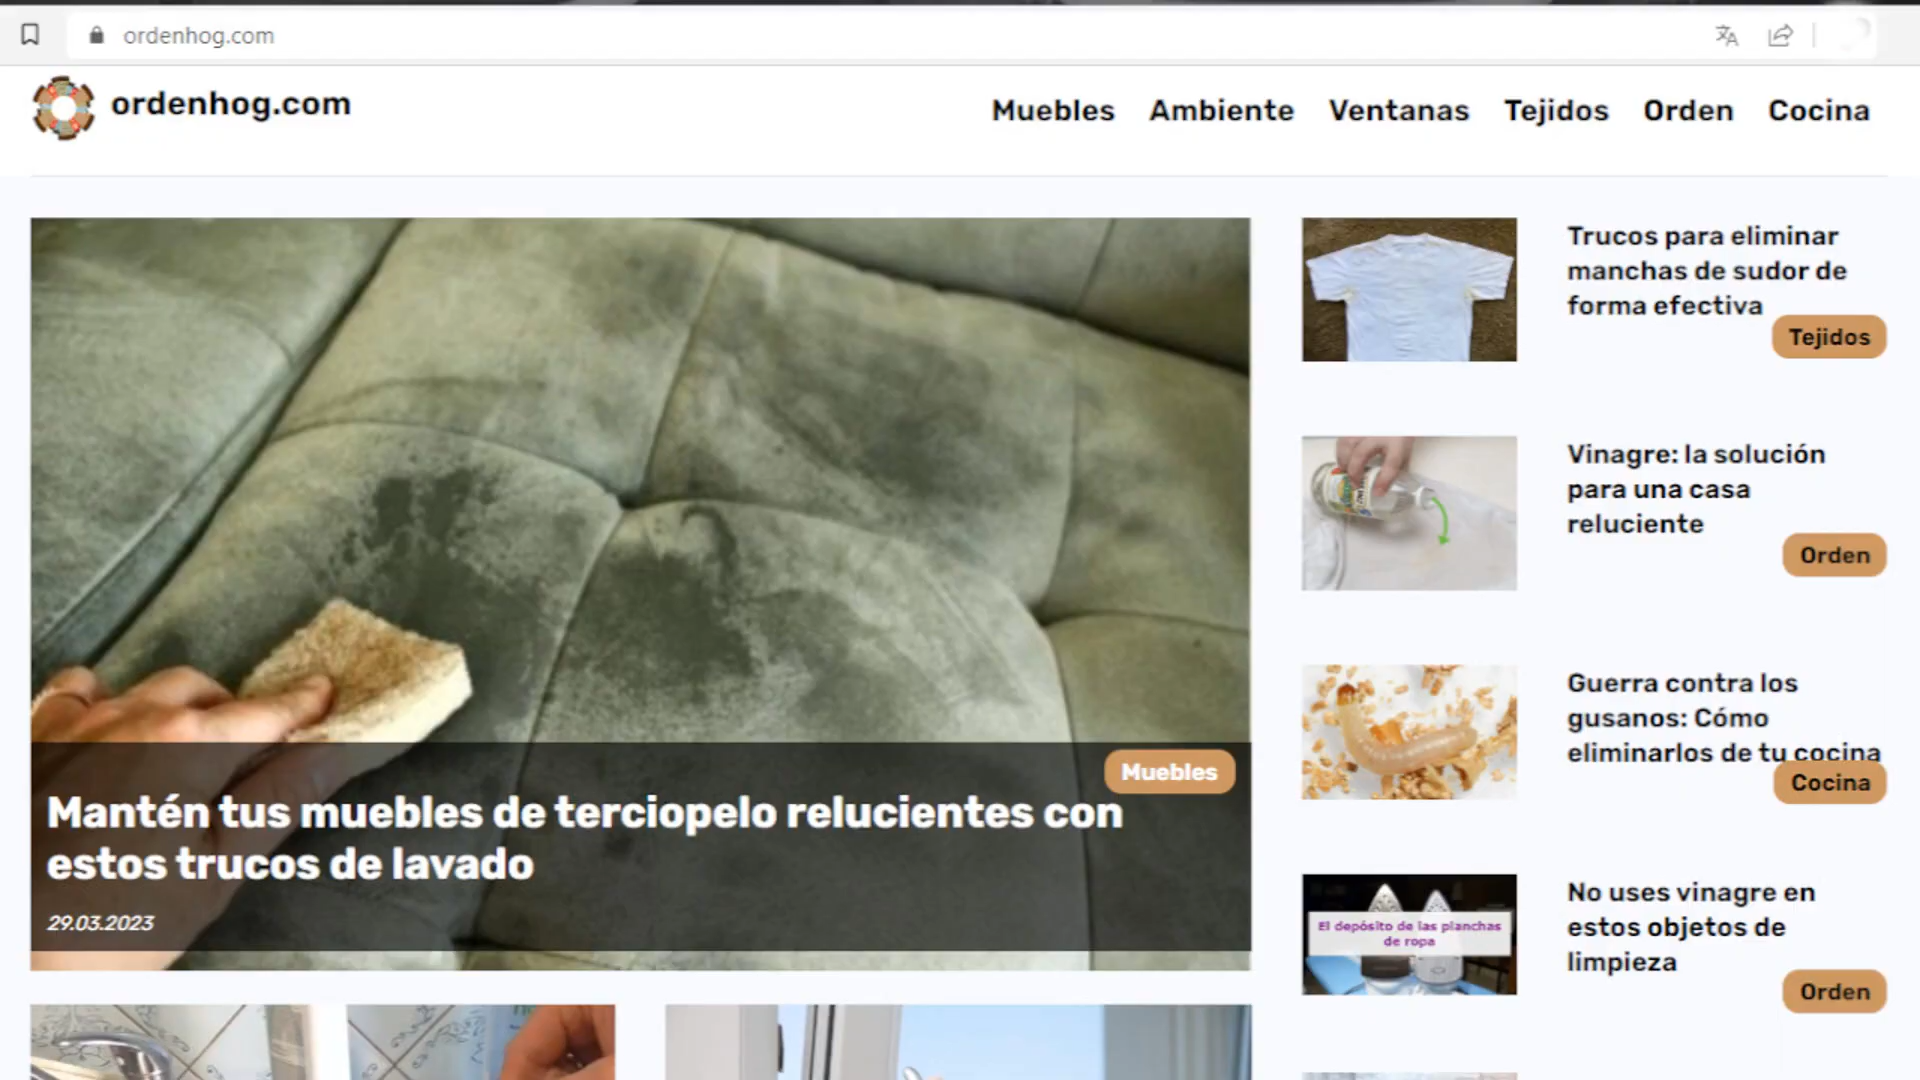 ordenhog.com
ordenhog.com
Muebles Ambiente Ventanas Tejidos Orden Cocina
Muebles
Mantén tus muebles de terciopelo relucientes con
estos trucos de lavado
29.03.2023
Trucos para eliminar
manchas de sudor de
forma efectiva
Tejidos
Vinagre: la solución
para una casa
reluciente
Orden
Guerra contra los
gusanos: Cómo
eliminarlos de tu cocina
Cocina
No uses vinagre en
estos objetos de
limpieza
El depósito de las planchas
de ropa
Orden